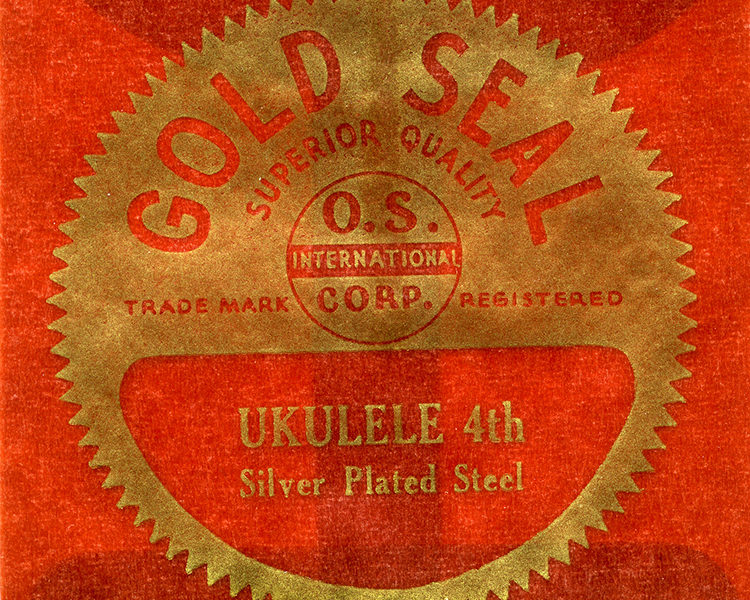 GOLD SEAL
SUPERIOR QUALITY
O.S.
INTERNATIONAL
CORP.
TRADE MARK REGISTERED
UKULELE 4th
Silver Plated Steel